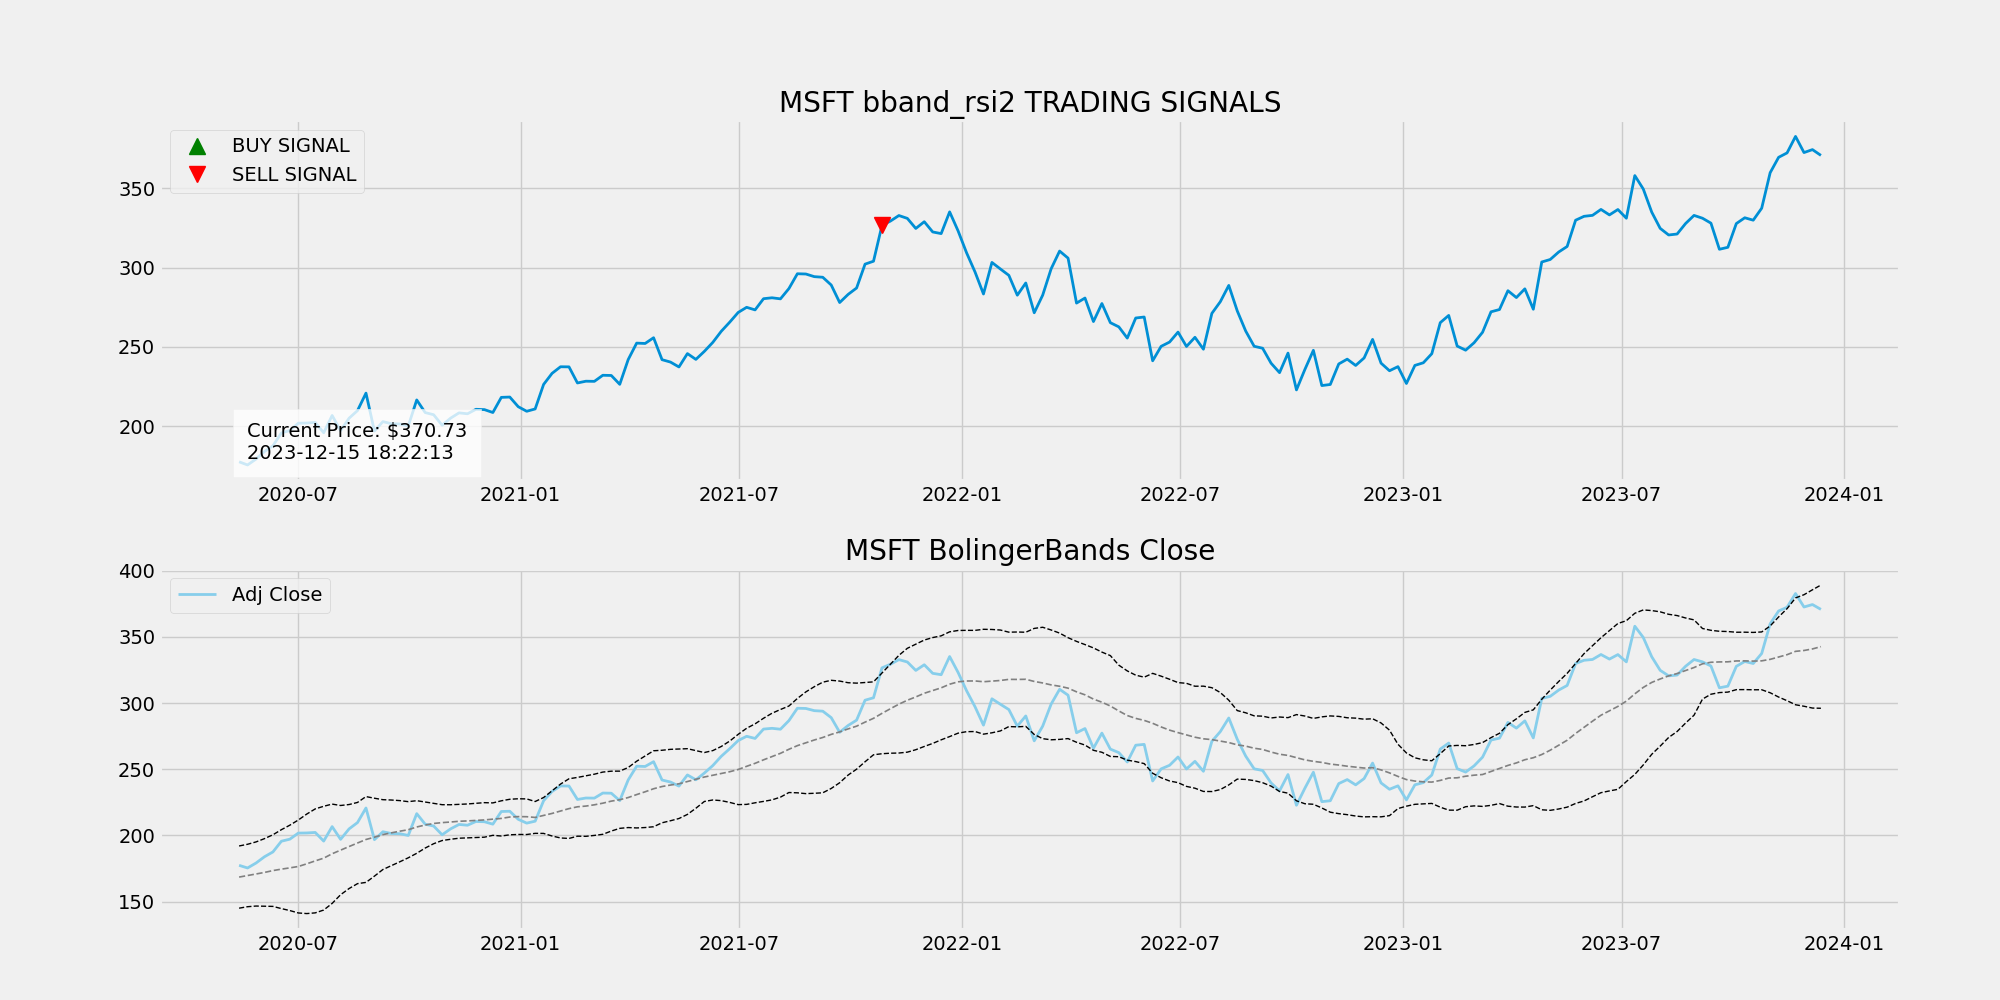 MSFT bband_rsi2 TRADING SIGNALS
BUY SIGNAL
SELL SIGNAL
350
300
250
200
Current Price: $370.73
2023-12-15 18:22:13
2020-07 2021-01 2021-07 2022-01 2022-07 2023-01 2023-07 2024-01
MSFT BolingerBands Close
Adj Close
400
350
300
250
200
150
2020-07 2021-01 2021-07 2022-01 2022-07 2023-01 2023-07 2024-01